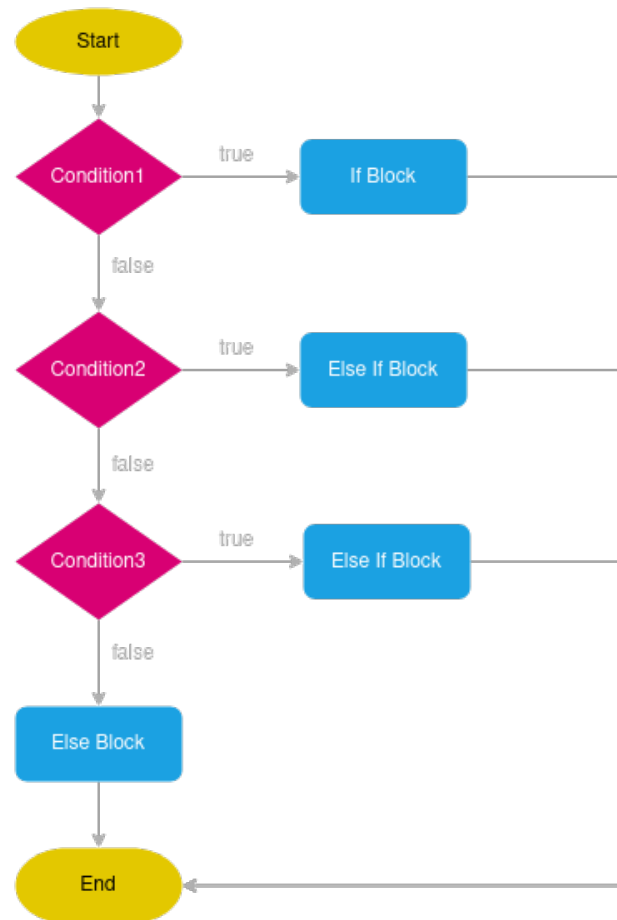 Start
Condition1
true
If Block
false
Condition2
true
Else If Block
false
Condition3
true
Else If Block
false
Else Block
End